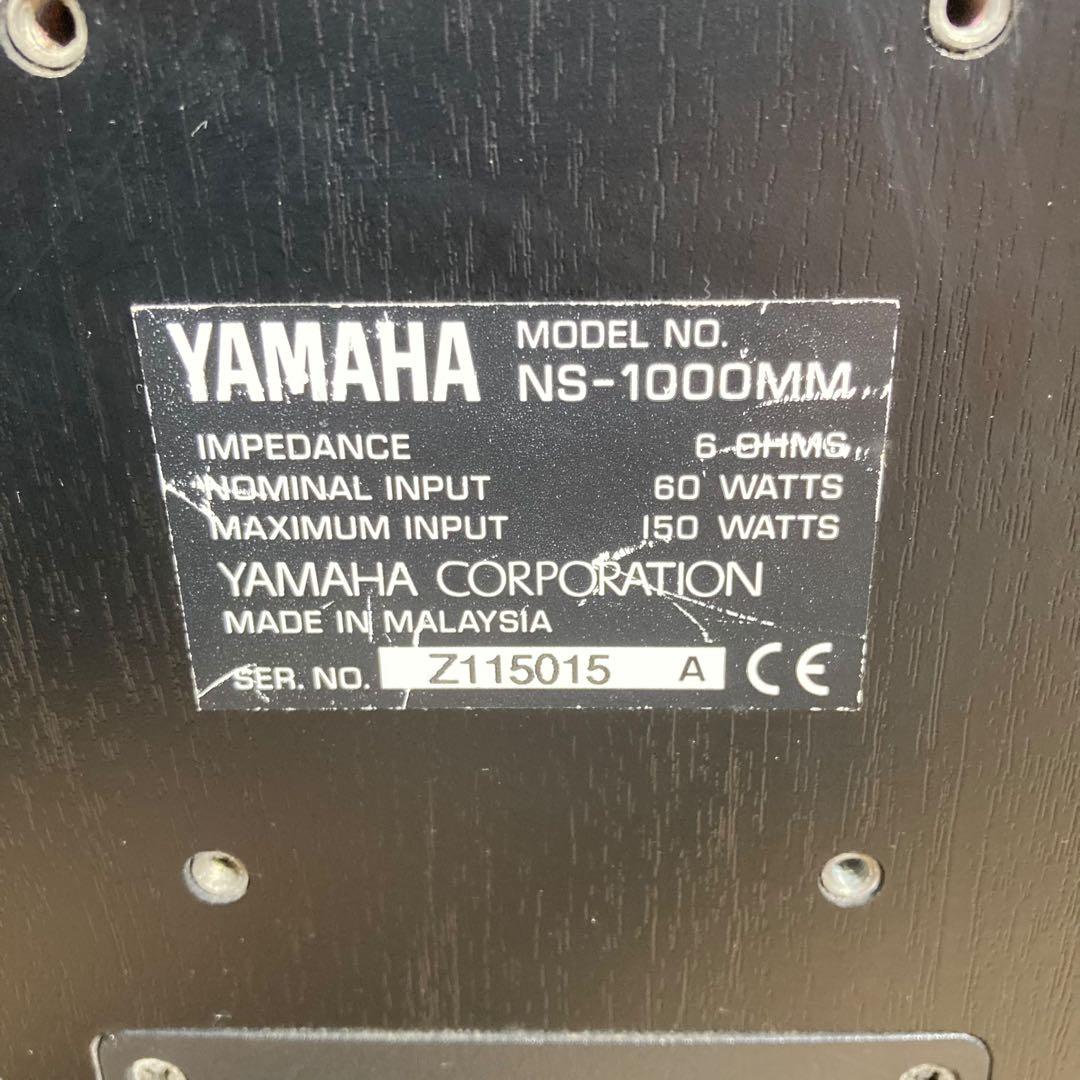 YAMAHA MODEL NO.
NS-1000MM
IMPEDANCE 6 OHMS
NOMINAL INPUT 60 WATTS
MAXIMUM INPUT 150 WATTS
YAMAHA CORPORATION
MADE IN MALAYSIA
SER. NO. Z115015 A CE